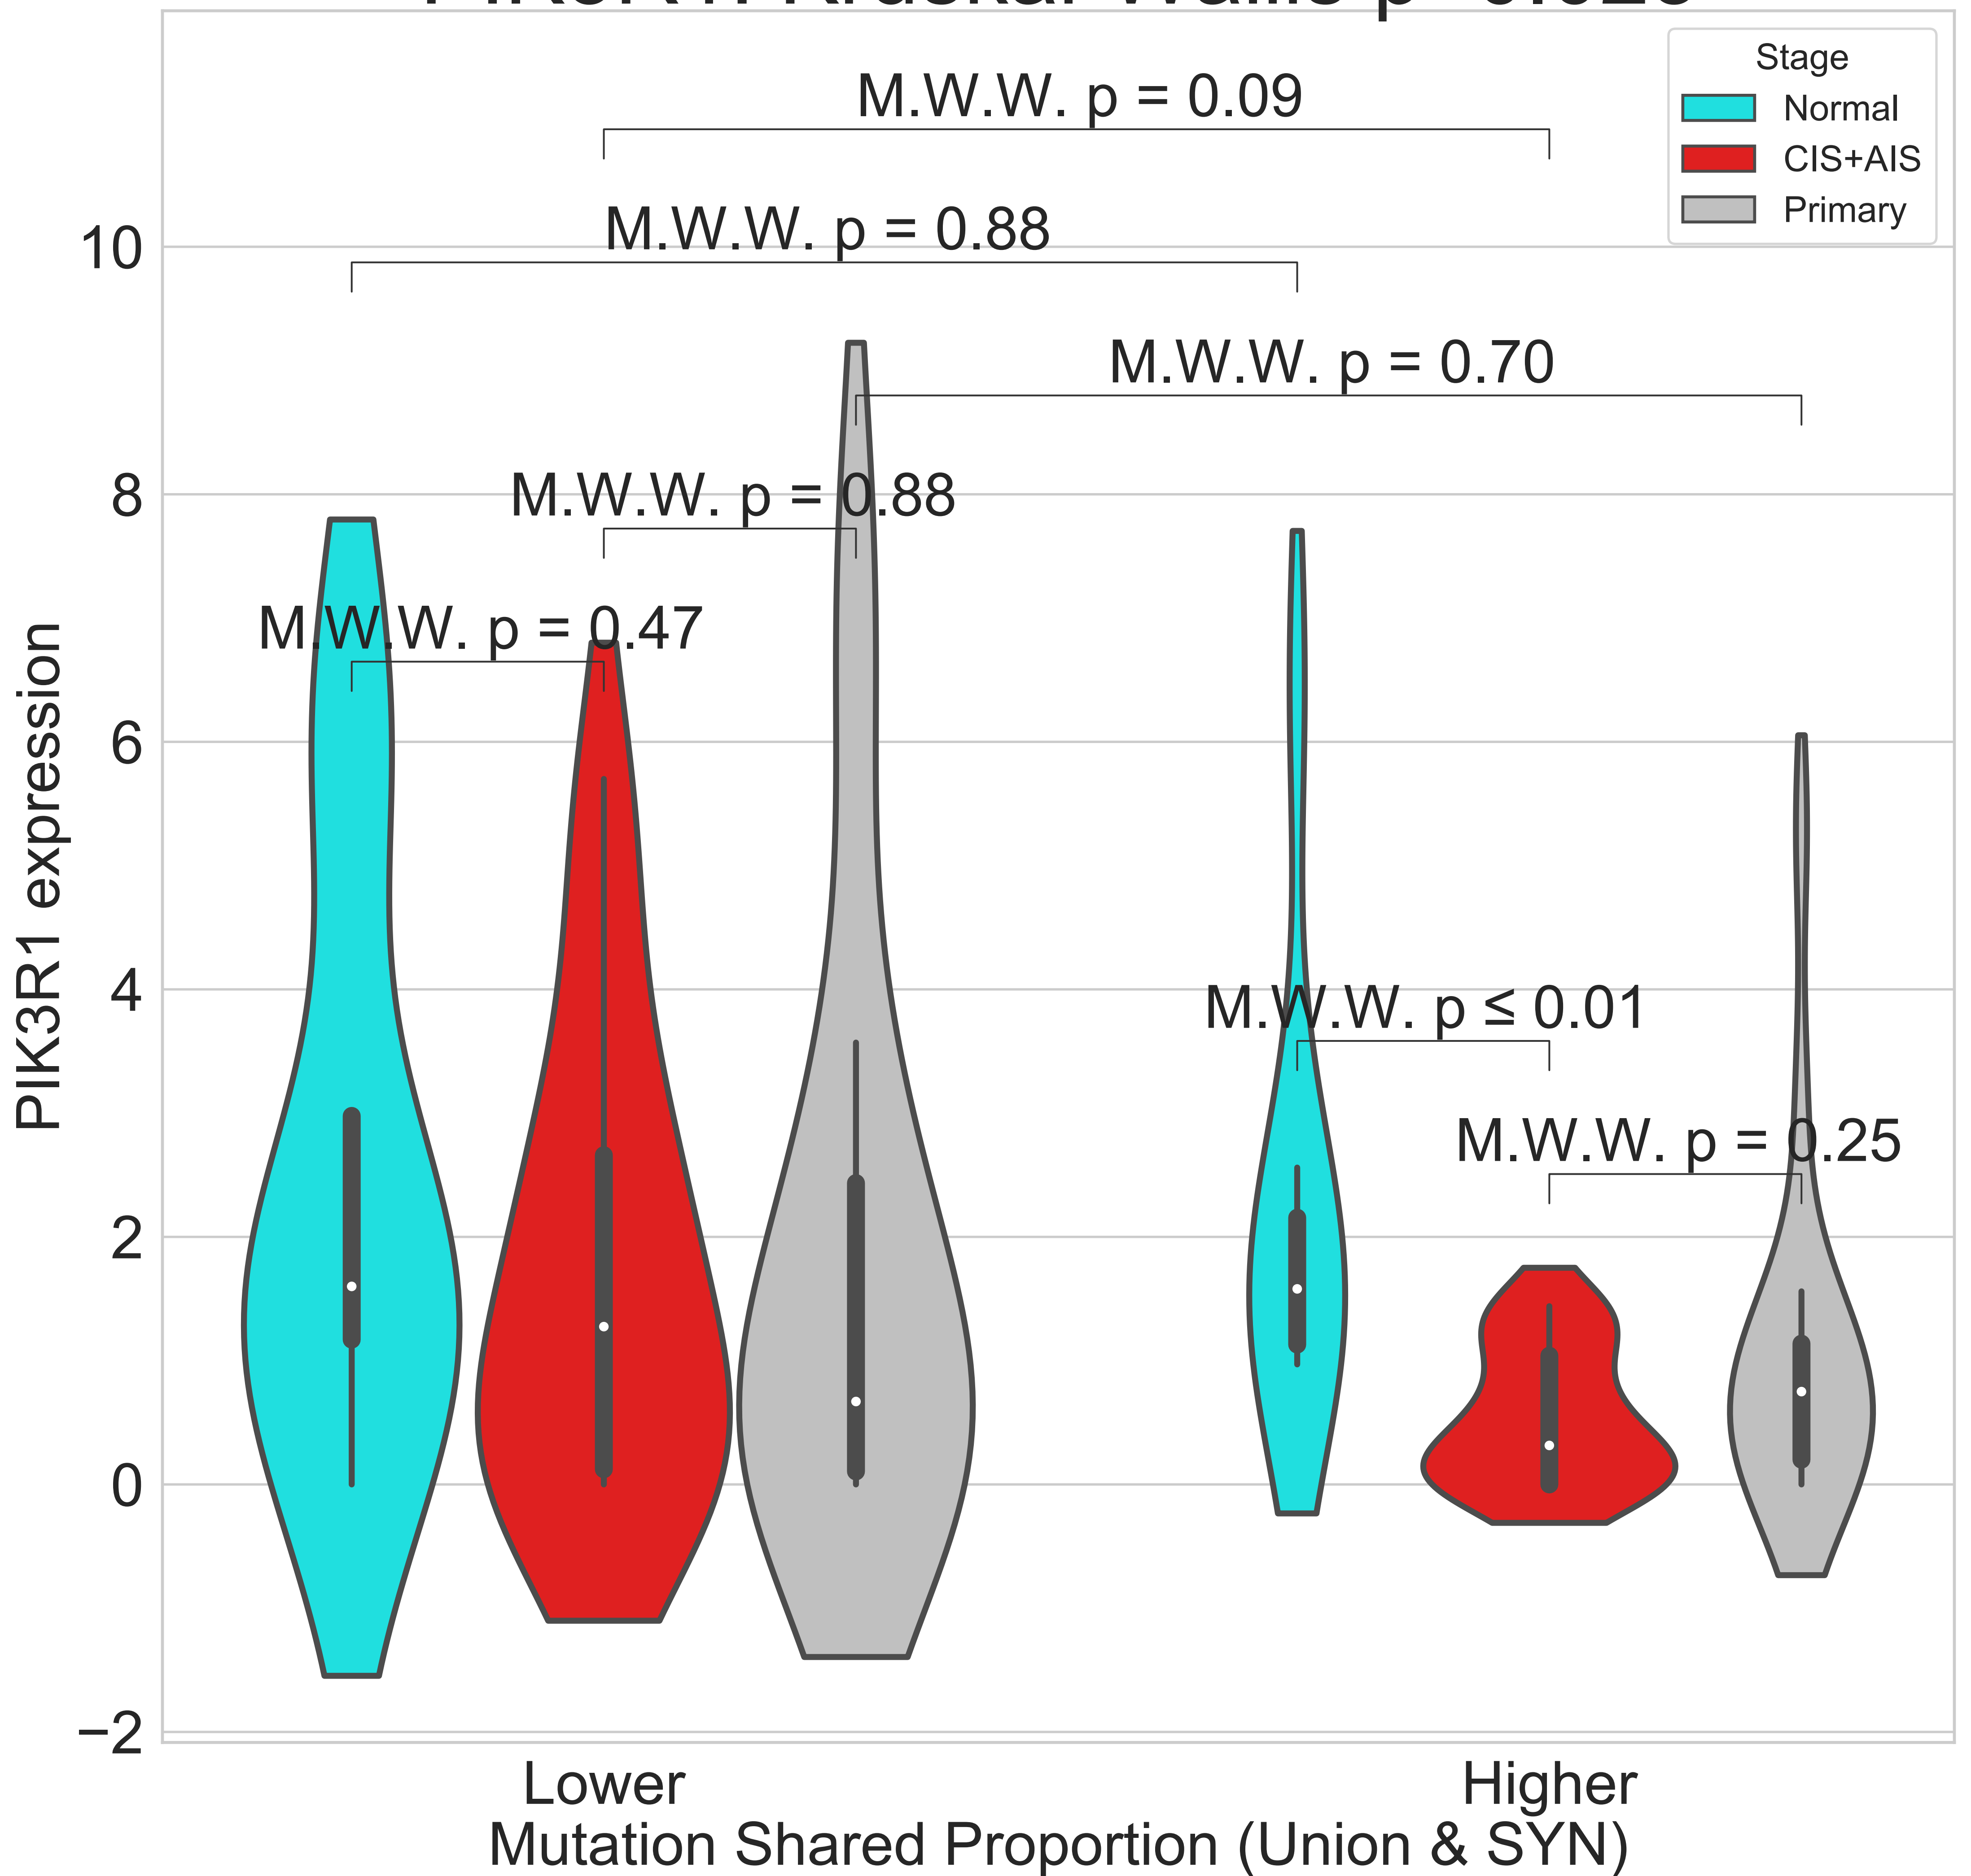 Stage
Normal
CIS+AIS
Primary
M.W.W. p = 0.09
M.W.W. p = 0.88
M.W.W. p = 0.70
M.W.W. p = 0.88
M.W.W. p = 0.47
M.W.W. p ≤ 0.01
M.W.W. p = 0.25
10
8
6
4
2
0
−2
PIK3R1 expression
Lower
Higher
Mutation Shared Proportion (Union & SYN)